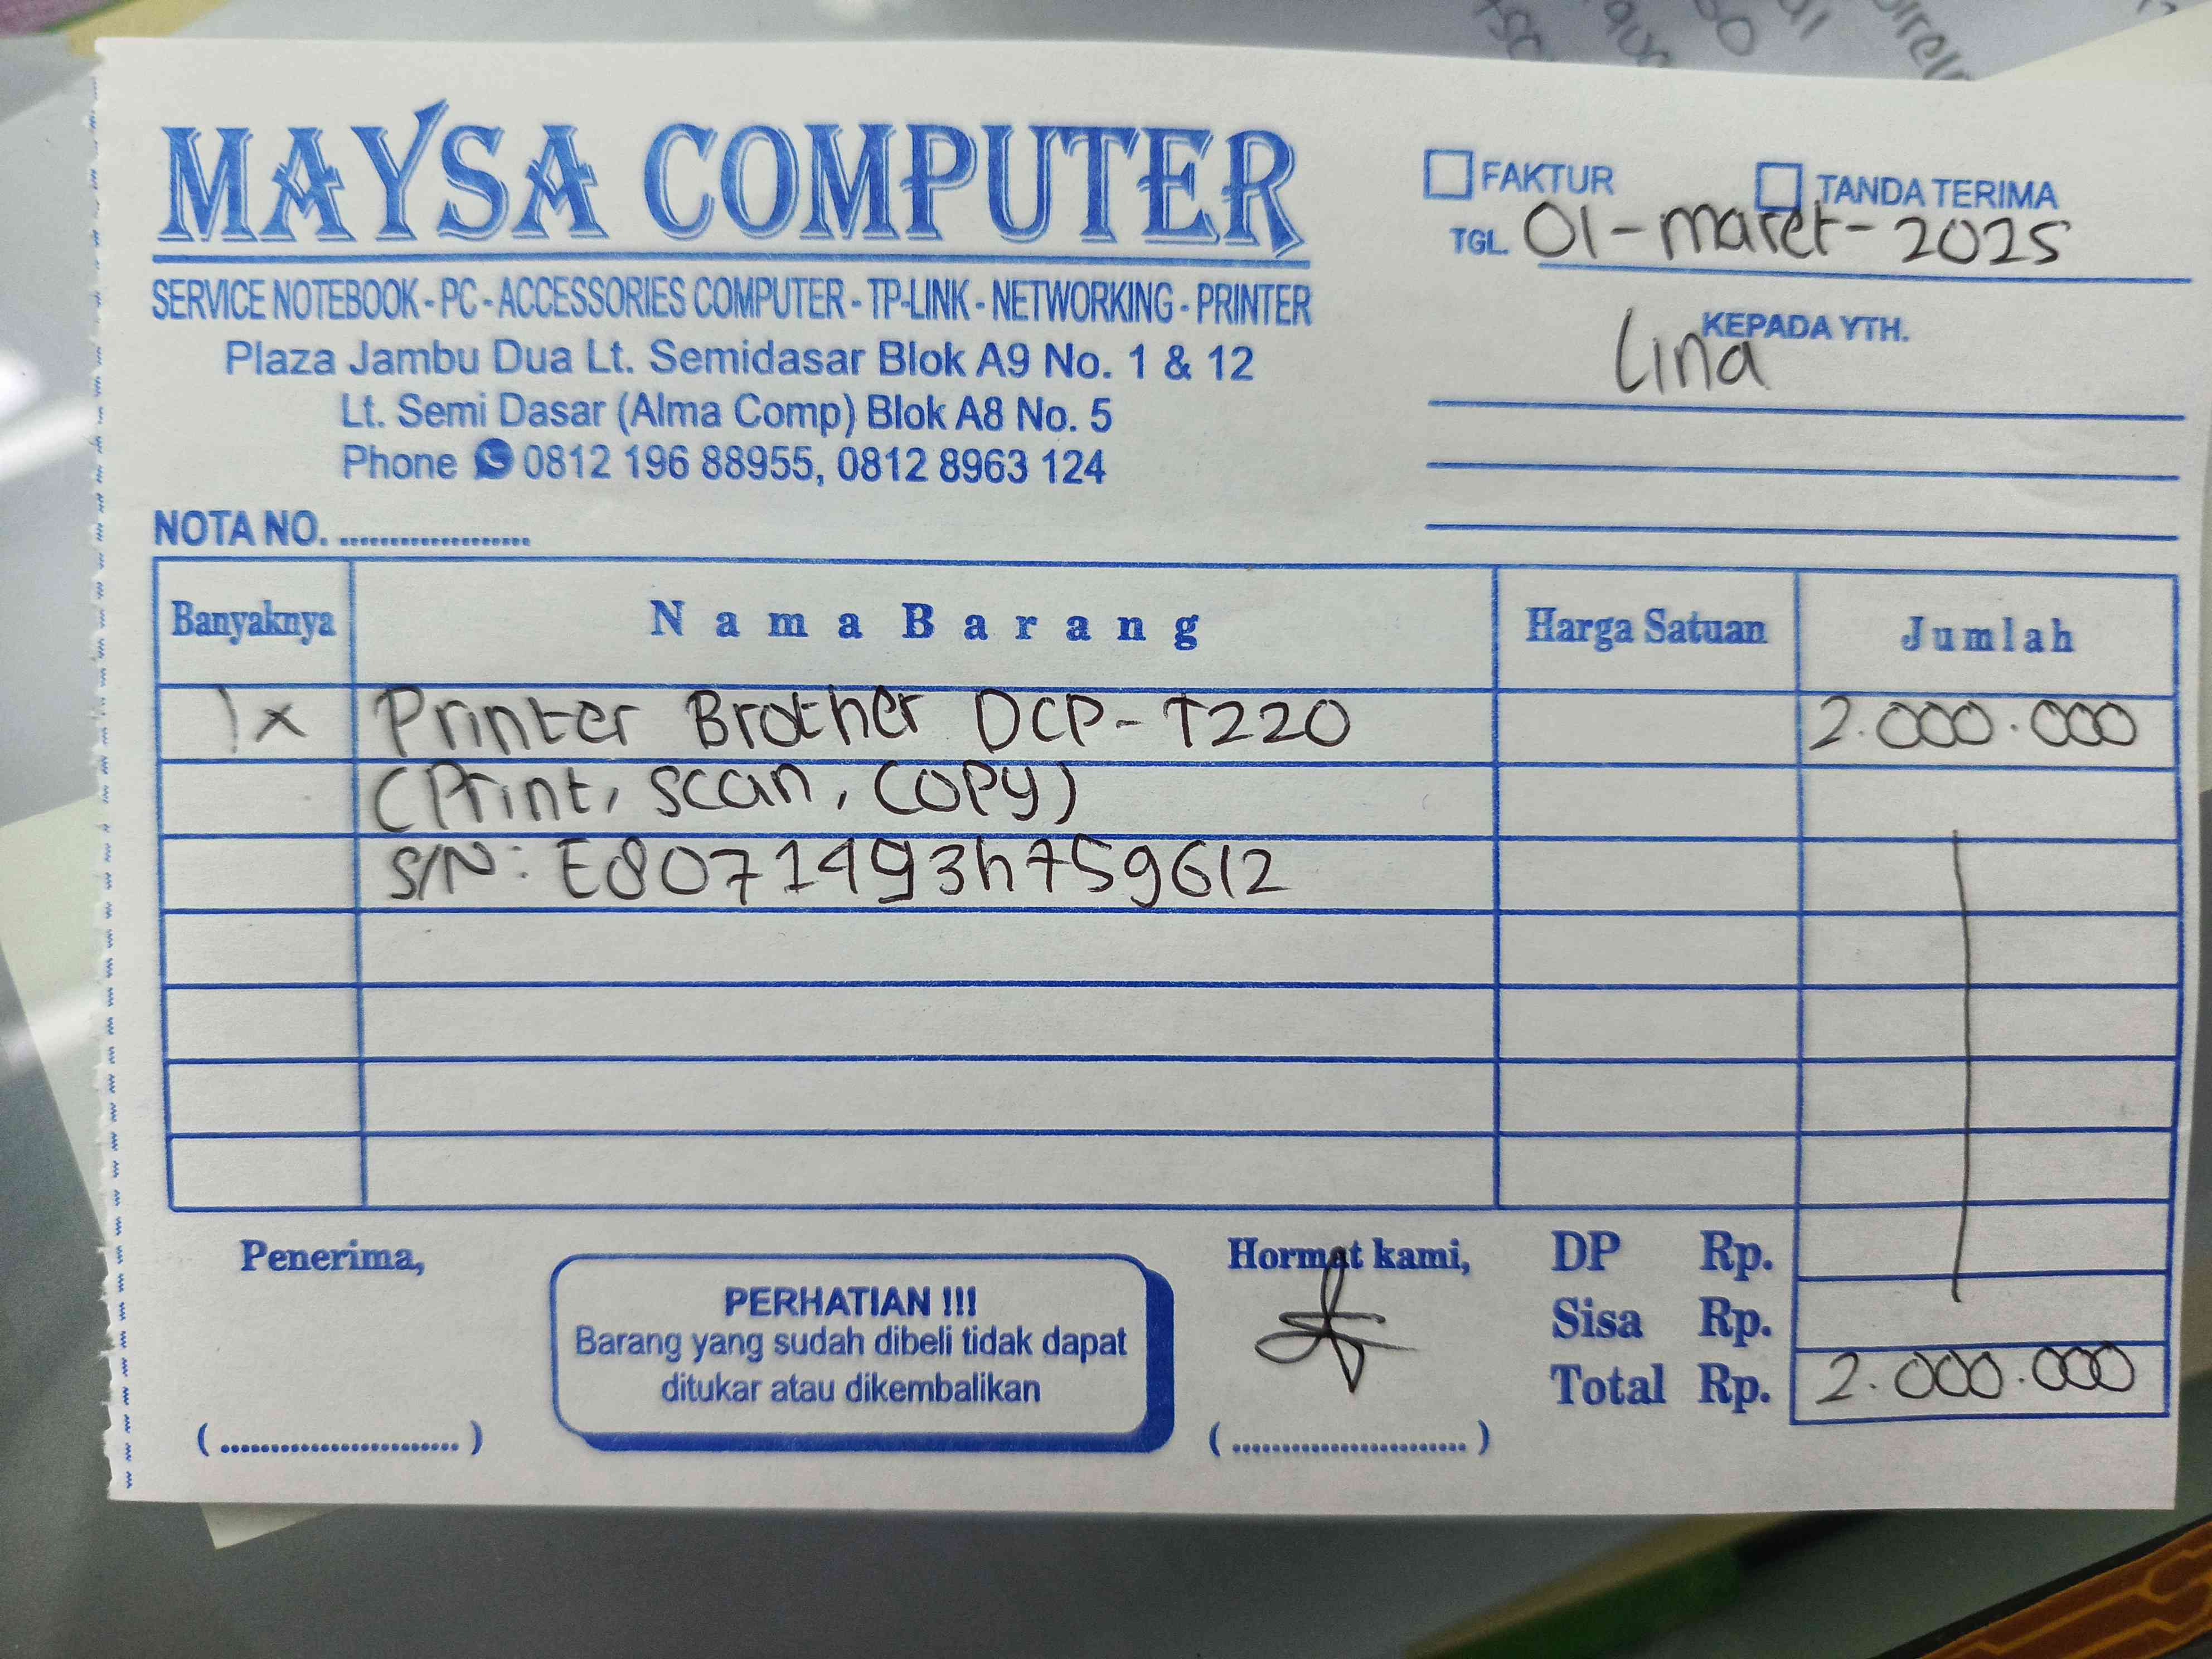 MAYSA COMPUTER
SERVICE NOTEBOOK - PC - ACCESSORIES COMPUTER - TP-LINK - NETWORKING - PRINTER
Plaza Jambu Dua Lt. Semidasar Blok A9 No. 1 & 12
Lt. Semi Dasar (Alma Comp) Blok A8 No. 5
Phone 0812 196 88955, 0812 8963 124
FAKTUR TANDA TERIMA
TGL. 01-maret-2025
KEPADA YTH.
Lina
NOTA NO. ...................
Banyaknya Nama Barang Harga Satuan Jumlah
1x Printer Brother DCP-T220 2.000.000
(Print, scan, copy)
S/N: E8071493h759612
Penerima,
(........................)
PERHATIAN !!!
Barang yang sudah dibeli tidak dapat
ditukar atau dikembalikan
Hormat kami,
(........................)
DP Rp.
Sisa Rp.
Total Rp. 2.000.000